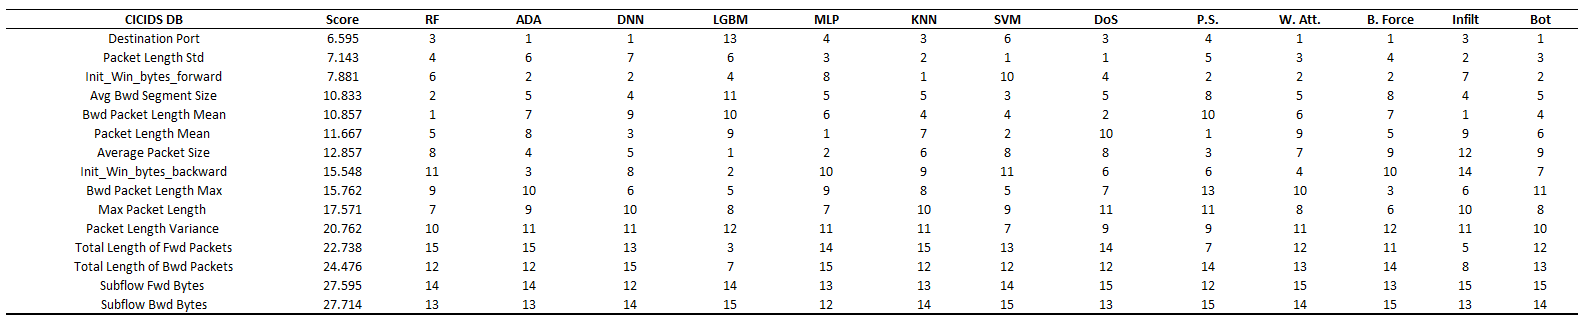 CICIDS DB Score RF ADA DNN LGBM MLP KNN SVM DoS P.S. W. Att. B. Force Infilt Bot
Destination Port 6.595 3 1 1 13 4 3 6 3 4 1 1 3 1
Packet Length Std 7.143 4 6 7 6 3 2 1 1 5 3 4 2 3
Init_Win_bytes_forward 7.881 6 2 2 4 8 1 10 4 2 2 2 7 2
Avg Bwd Segment Size 10.833 2 5 4 11 5 5 3 5 8 5 8 4 5
Bwd Packet Length Mean 10.857 1 7 9 10 6 4 4 2 10 6 7 1 4
Packet Length Mean 11.667 5 8 3 9 1 7 2 10 1 9 5 9 6
Average Packet Size 12.857 8 4 5 1 2 6 8 8 3 7 9 12 9
Init_Win_bytes_backward 15.548 11 3 8 2 10 9 11 6 6 4 10 14 7
Bwd Packet Length Max 15.762 9 10 6 5 9 8 5 7 13 10 3 6 11
Max Packet Length 17.571 7 9 10 8 7 10 9 11 11 8 6 10 8
Packet Length Variance 20.762 10 11 11 12 11 11 7 9 9 11 12 11 10
Total Length of Fwd Packets 22.738 15 15 13 3 14 15 13 14 7 12 11 5 12
Total Length of Bwd Packets 24.476 12 12 15 7 15 12 12 12 14 13 14 8 13
Subflow Fwd Bytes 27.595 14 14 12 14 13 13 14 15 12 15 13 15 15
Subflow Bwd Bytes 27.714 13 13 14 15 12 14 15 13 15 14 15 13 14